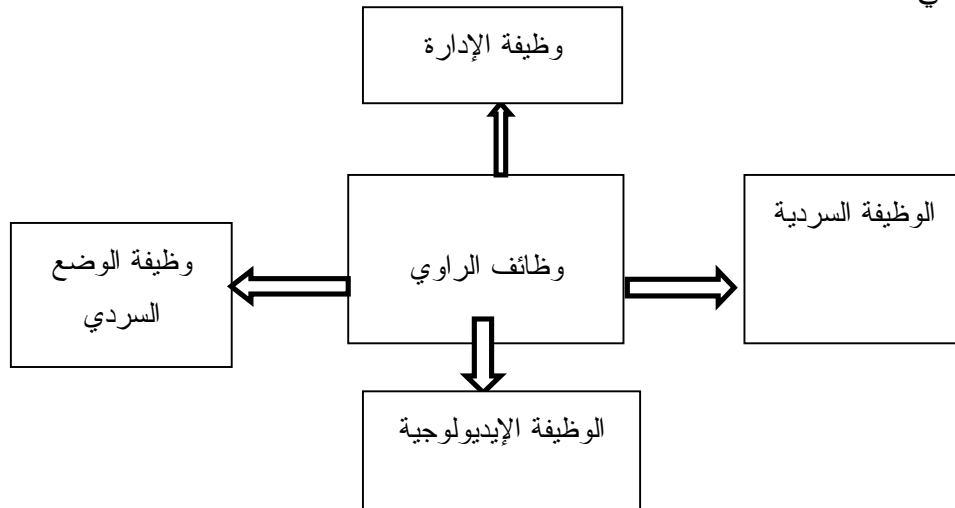 وظيفة الإدارة
الوظيفة السردية
وظائف الراوي
وظيفة الوضع
السردي
الوظيفة الإيديولوجية